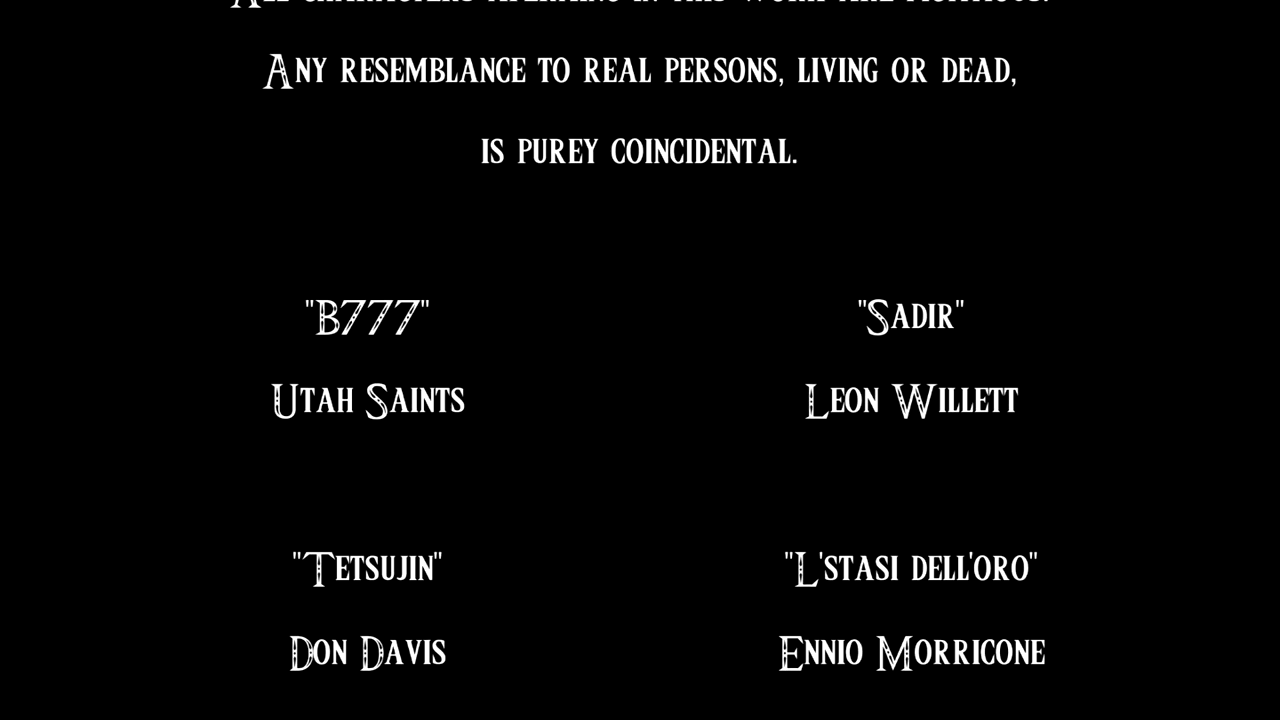 Any resemblance to real persons, living or dead,
is purey coincidental.
"B777"
Utah Saints
"Sadir"
Leon Willett
"Tetsujin"
Don Davis
"L'stasi dell'oro"
Ennio Morricone